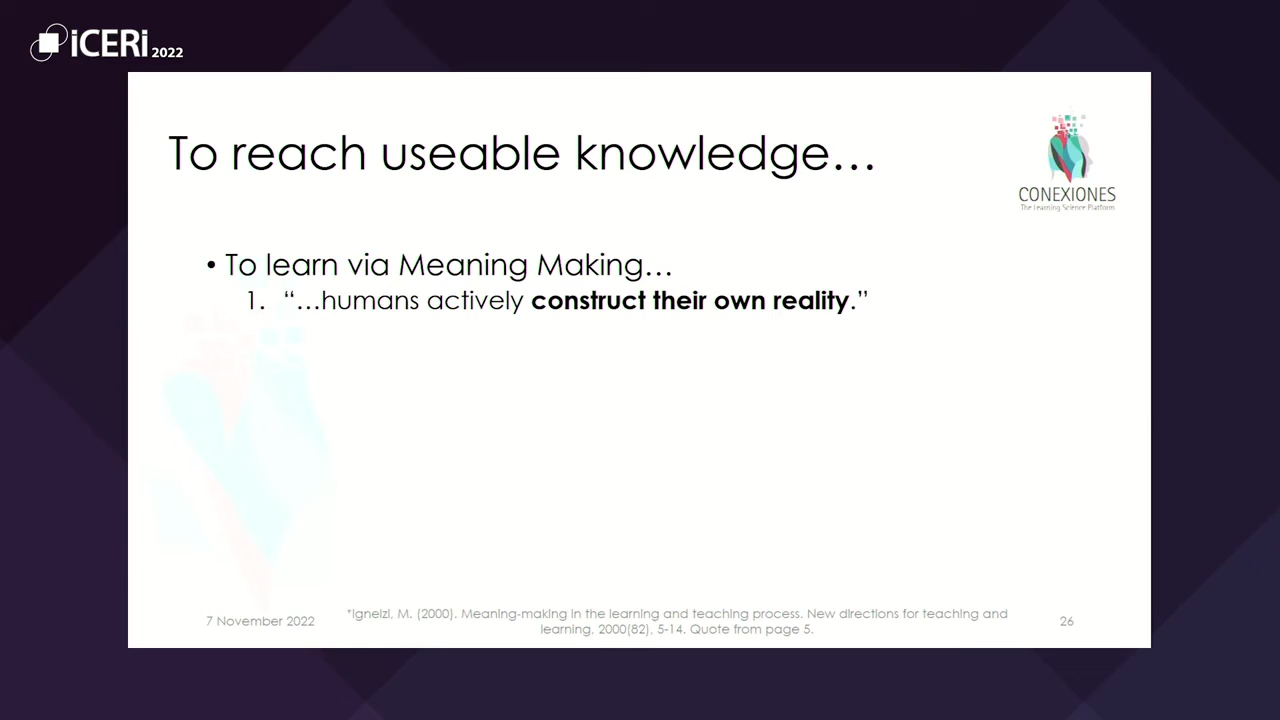 iCERi 2022
To reach useable knowledge…
CONEXIONES
The Learning Science Platform
• To learn via Meaning Making…
1. “…humans actively construct their own reality.”
7 November 2022
*Ignelzi, M. (2000). Meaning-making in the learning and teaching process. New directions for teaching and
learning, 2000(82), 5-14. Quote from page 5.
26